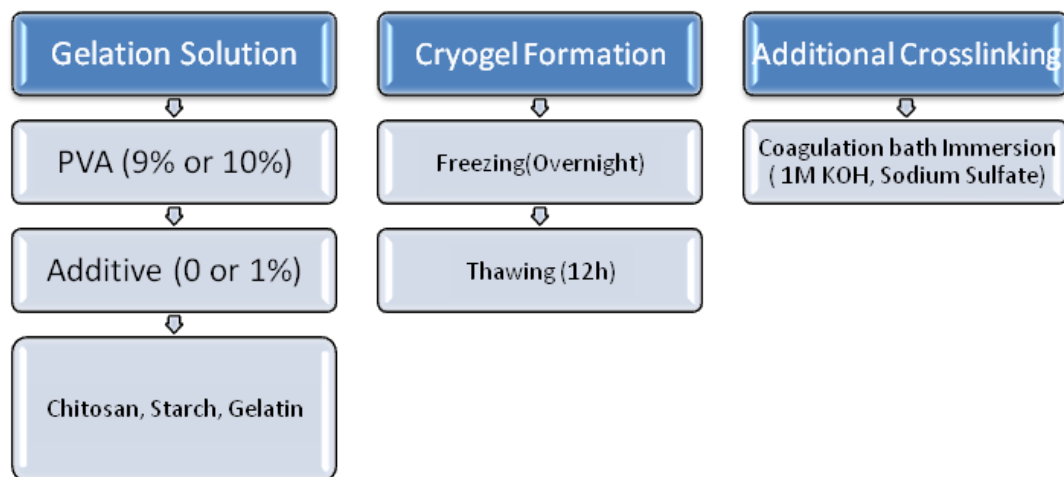 Gelation Solution
PVA (9% or 10%)
Additive (0 or 1%)
Chitosan, Starch, Gelatin
Cryogel Formation
Freezing(Overnight)
Thawing (12h)
Additional Crosslinking
Coagulation bath Immersion
( 1M KOH, Sodium Sulfate)